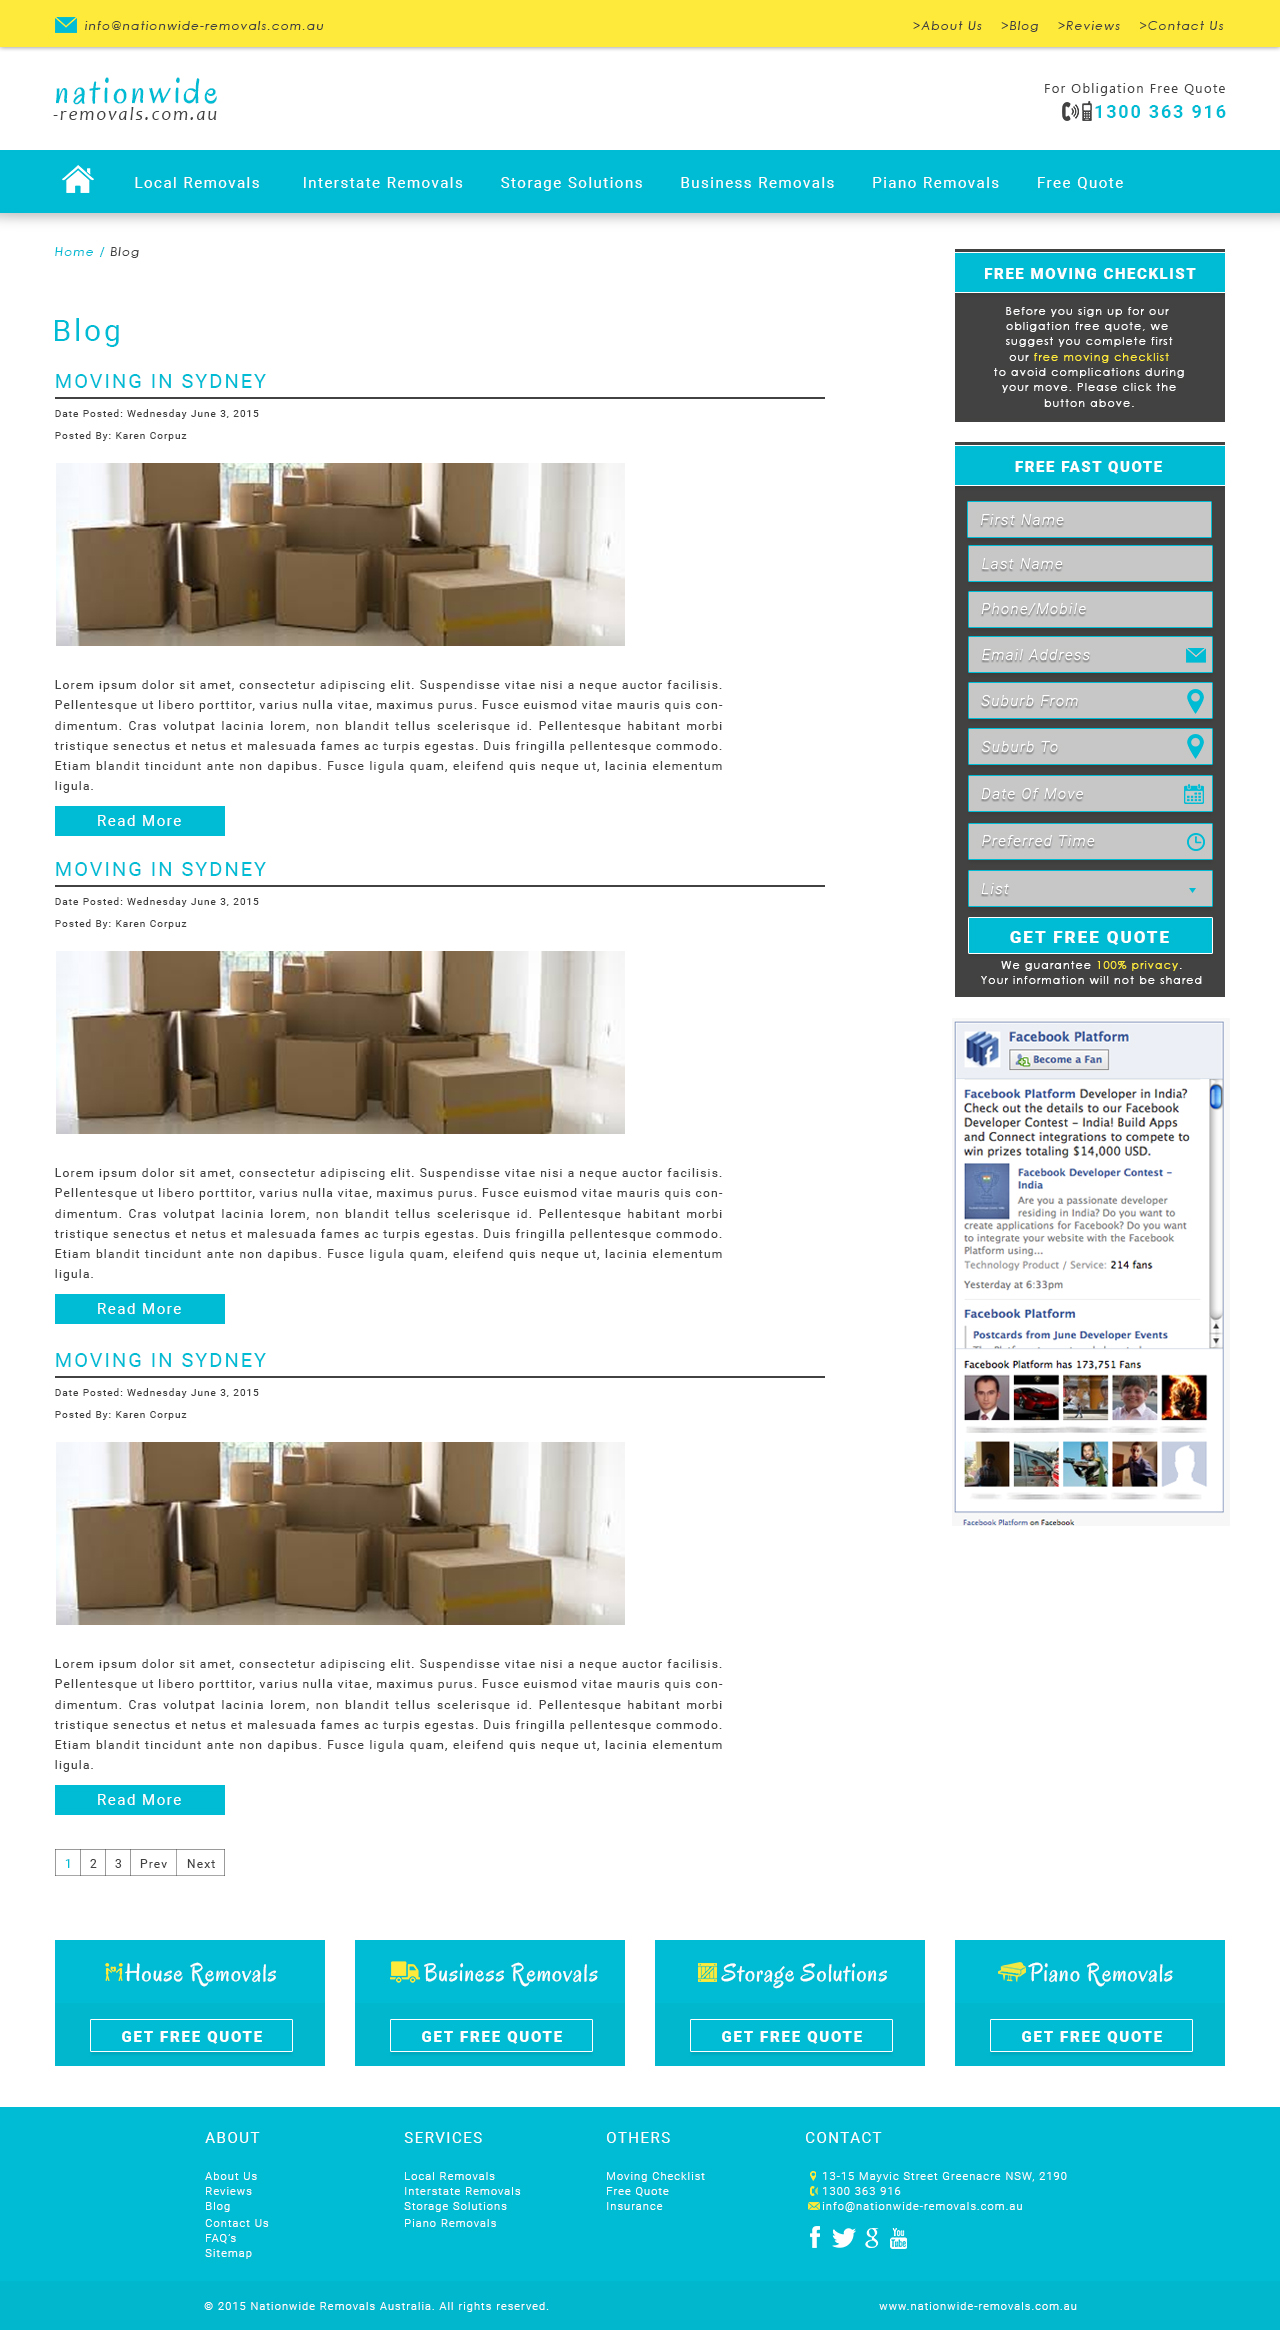 info@nationwide-removals.com.au
>About Us >Blog >Reviews >Contact Us
nationwide
-removals.com.au
For Obligation Free Quote
1300 363 916
Local Removals Interstate Removals Storage Solutions Business Removals Piano Removals Free Quote
Home / Blog
Blog
MOVING IN SYDNEY
Date Posted: Wednesday June 3, 2015
Posted By: Karen Corpuz
Lorem ipsum dolor sit amet, consectetur adipiscing elit. Suspendisse vitae nisi a neque auctor facilisis.
Pellentesque ut libero porttitor, varius nulla vitae, maximus purus. Fusce euismod vitae mauris quis con-
dimentum. Cras volutpat lacinia lorem, non blandit tellus scelerisque id. Pellentesque habitant morbi
tristique senectus et netus et malesuada fames ac turpis egestas. Duis fringilla pellentesque commodo.
Etiam blandit tincidunt ante non dapibus. Fusce ligula quam, eleifend quis neque ut, lacinia elementum
ligula.
Read More
MOVING IN SYDNEY
Date Posted: Wednesday June 3, 2015
Posted By: Karen Corpuz
Lorem ipsum dolor sit amet, consectetur adipiscing elit. Suspendisse vitae nisi a neque auctor facilisis.
Pellentesque ut libero porttitor, varius nulla vitae, maximus purus. Fusce euismod vitae mauris quis con-
dimentum. Cras volutpat lacinia lorem, non blandit tellus scelerisque id. Pellentesque habitant morbi
tristique senectus et netus et malesuada fames ac turpis egestas. Duis fringilla pellentesque commodo.
Etiam blandit tincidunt ante non dapibus. Fusce ligula quam, eleifend quis neque ut, lacinia elementum
ligula.
Read More
MOVING IN SYDNEY
Date Posted: Wednesday June 3, 2015
Posted By: Karen Corpuz
Lorem ipsum dolor sit amet, consectetur adipiscing elit. Suspendisse vitae nisi a neque auctor facilisis.
Pellentesque ut libero porttitor, varius nulla vitae, maximus purus. Fusce euismod vitae mauris quis con-
dimentum. Cras volutpat lacinia lorem, non blandit tellus scelerisque id. Pellentesque habitant morbi
tristique senectus et netus et malesuada fames ac turpis egestas. Duis fringilla pellentesque commodo.
Etiam blandit tincidunt ante non dapibus. Fusce ligula quam, eleifend quis neque ut, lacinia elementum
ligula.
Read More
1 2 3 Prev Next
FREE MOVING CHECKLIST
Before you sign up for our
obligation free quote, we
suggest you complete first
our free moving checklist
to avoid complications during
your move. Please click the
button above.
FREE FAST QUOTE
First Name
Last Name
Phone/Mobile
Email Address
Suburb From
Suburb To
Date Of Move
Preferred Time
List
GET FREE QUOTE
We guarantee 100% privacy.
Your information will not be shared
Facebook Platform
Become a Fan
Facebook Platform Developer in India?
Check out the details to our Facebook
Developer Contest – India! Build Apps
and Connect integrations to compete to
win prizes totaling $14,000 USD.
Facebook Developer Contest –
India
Are you a passionate developer
residing in India? Do you want to
create applications for Facebook? Do you want
to integrate your website with the Facebook
Platform using...
Technology Product / Service: 214 fans
Yesterday at 6:33pm
Facebook Platform
Postcards from June Developer Events
Facebook Platform has 173,751 Fans
Facebook Platform on Facebook
House Removals
GET FREE QUOTE
Business Removals
GET FREE QUOTE
Storage Solutions
GET FREE QUOTE
Piano Removals
GET FREE QUOTE
ABOUT
About Us
Reviews
Blog
Contact Us
FAQ's
Sitemap
SERVICES
Local Removals
Interstate Removals
Storage Solutions
Piano Removals
OTHERS
Moving Checklist
Free Quote
Insurance
CONTACT
13-15 Mayvic Street Greenacre NSW, 2190
1300 363 916
info@nationwide-removals.com.au
You
Tube
© 2015 Nationwide Removals Australia. All rights reserved.
www.nationwide-removals.com.au